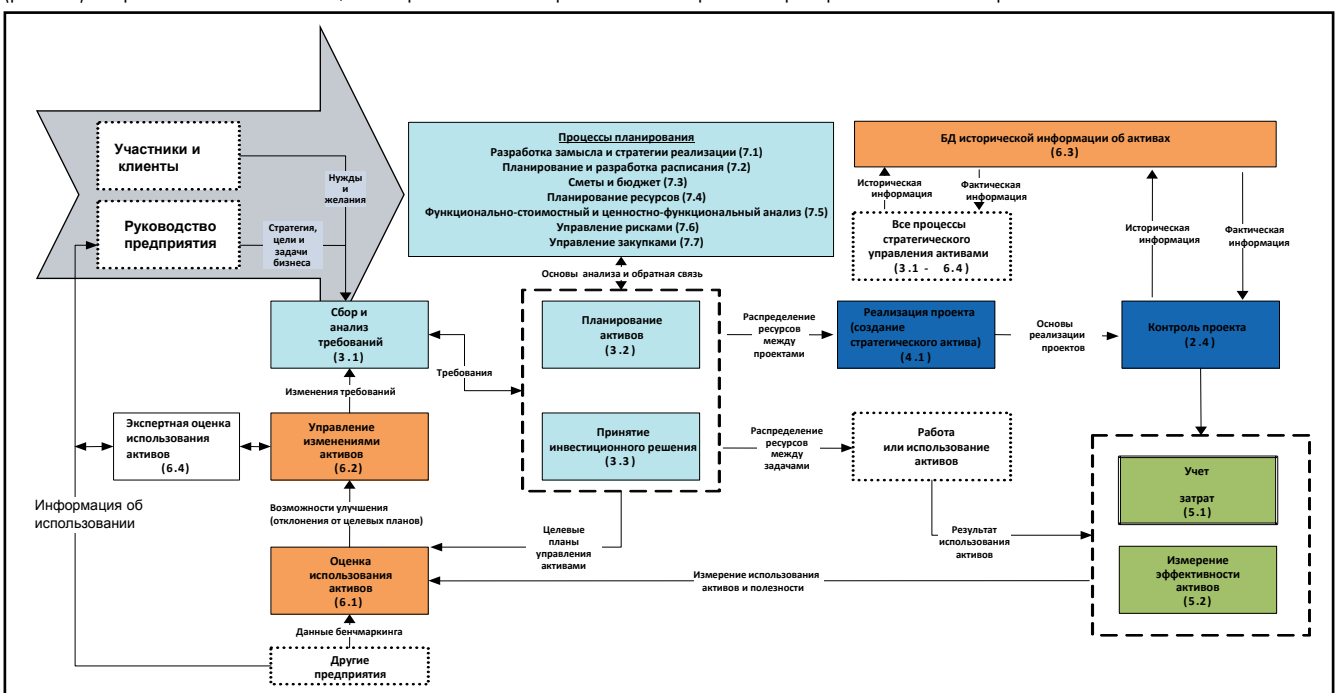 Участники и
клиенты
Руководство
предприятия
Нужды
и
желания
Стратегия,
цели и
задачи
бизнеса
Процессы планирования
Разработка замысла и стратегии реализации (7.1)
Планирование и разработка расписания (7.2)
Сметы и бюджет (7.3)
Планирование ресурсов (7.4)
Функционально-стоимостный и ценностно-функциональный анализ (7.5)
Управление рисками (7.6)
Управление закупками (7.7)
БД исторической информации об активах
(6.3)
Историческая
информация
Фактическая
информация
Все процессы
стратегического
управления активами
(3.1 - 6.4)
Историческая
информация
Фактическая
информация
Основы анализа и обратная связь
Сбор и
анализ
требований
(3.1)
Планирование
активов
(3.2)
Распределение
ресурсов
между
проектами
Реализация проекта
(создание
стратегического актива)
(4.1)
Основы
реализации
проектов
Контроль проекта
(2.4)
Требования
Изменения требований
Экспертная оценка
использования
активов
(6.4)
Управление
изменениями
активов
(6.2)
Принятие
инвестиционного решения
(3.3)
Распределение
ресурсов
между
задачами
Работа
или использование
активов
Учет
затрат
(5.1)
Информация об
использовании
Возможности улучшения
(отклонения от целевых планов)
Целевые
планы
управления
активами
Результат
использования
активов
Оценка
использования
активов
(6.1)
Измерение использования
активов и полезности
Измерение
эффективности
активов
(5.2)
Данные бенчмаркинга
Другие
предприятия